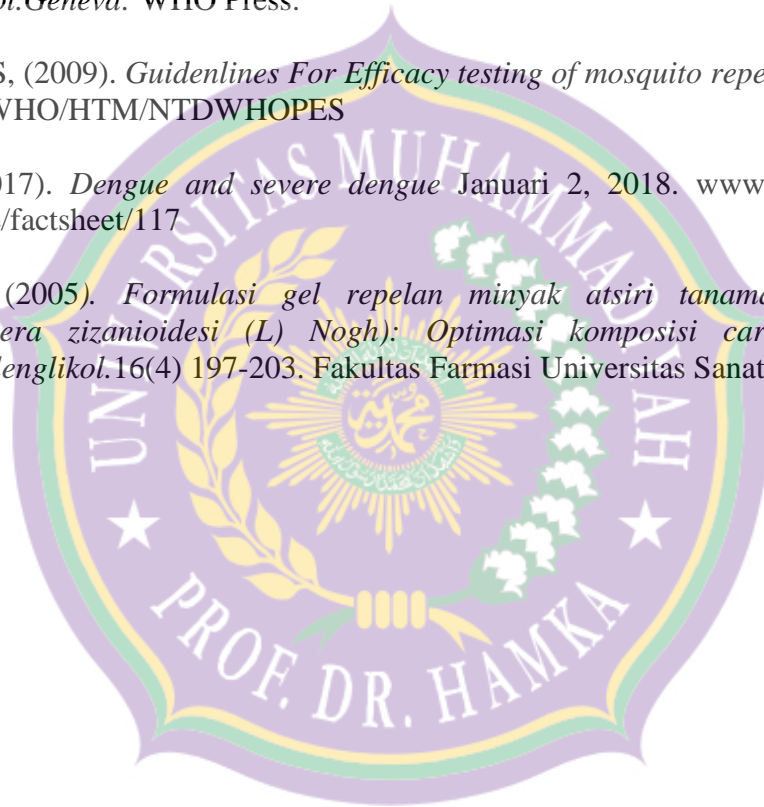 ot.Geneva. WHO Press.
S, (2009). Guidenlines For Efficacy testing of mosquito repe
WHO/HTM/NTDWHOPES
017). Dengue and severe dengue Januari 2, 2018. www
/factsheet/117
(2005). Formulasi gel repelan minyak atsiri tanama
era zizanioidesi (L) Nogh): Optimasi komposisi car
lenglikol.16(4) 197-203. Fakultas Farmasi Universitas Sanat
UNIVERSITAS MUHAMMADIYAH
PROF. DR. HAMKA
محمدية